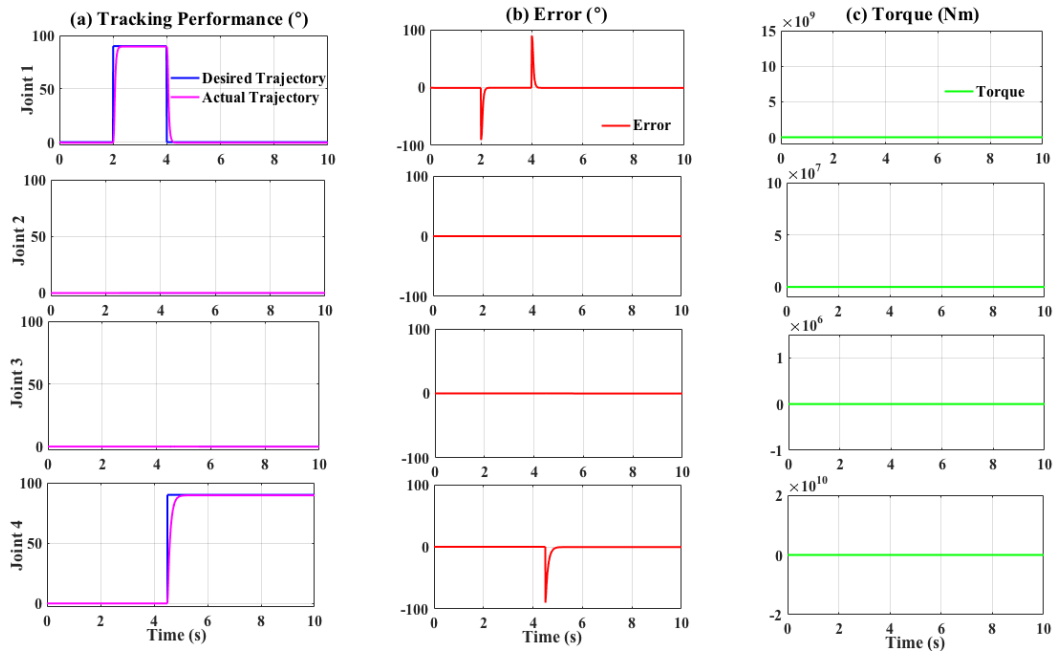 (a) Tracking Performance (°)
(b) Error (°)
(c) Torque (Nm)
Joint 1
100
50
0
Desired Trajectory
Actual Trajectory
0 2 4 6 8 10
100
0
-100
Error
0 2 4 6 8 10
×10^9
15
10
5
0
Torque
0 2 4 6 8 10
Joint 2
100
50
0
0 2 4 6 8 10
100
0
-100
0 2 4 6 8 10
×10^7
10
5
0
0 2 4 6 8 10
Joint 3
100
50
0
0 2 4 6 8 10
100
0
-100
0 2 4 6 8 10
×10^6
1
0
-1
0 2 4 6 8 10
Joint 4
100
50
0
0 2 4 6 8 10
Time (s)
100
0
-100
0 2 4 6 8 10
Time (s)
×10^10
2
0
-2
0 2 4 6 8 10
Time (s)